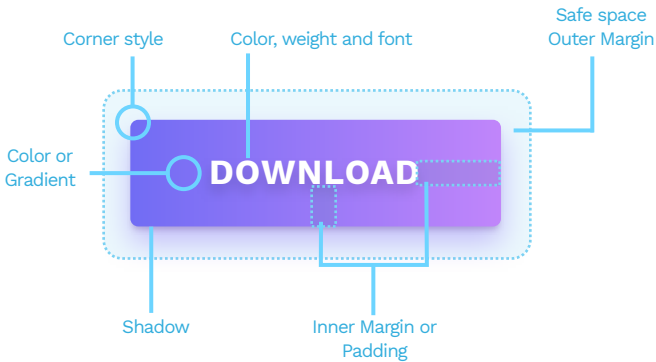 Safe space
Outer Margin
Corner style
Color, weight and font
Color or
Gradient
DOWNLOAD
Shadow
Inner Margin or
Padding